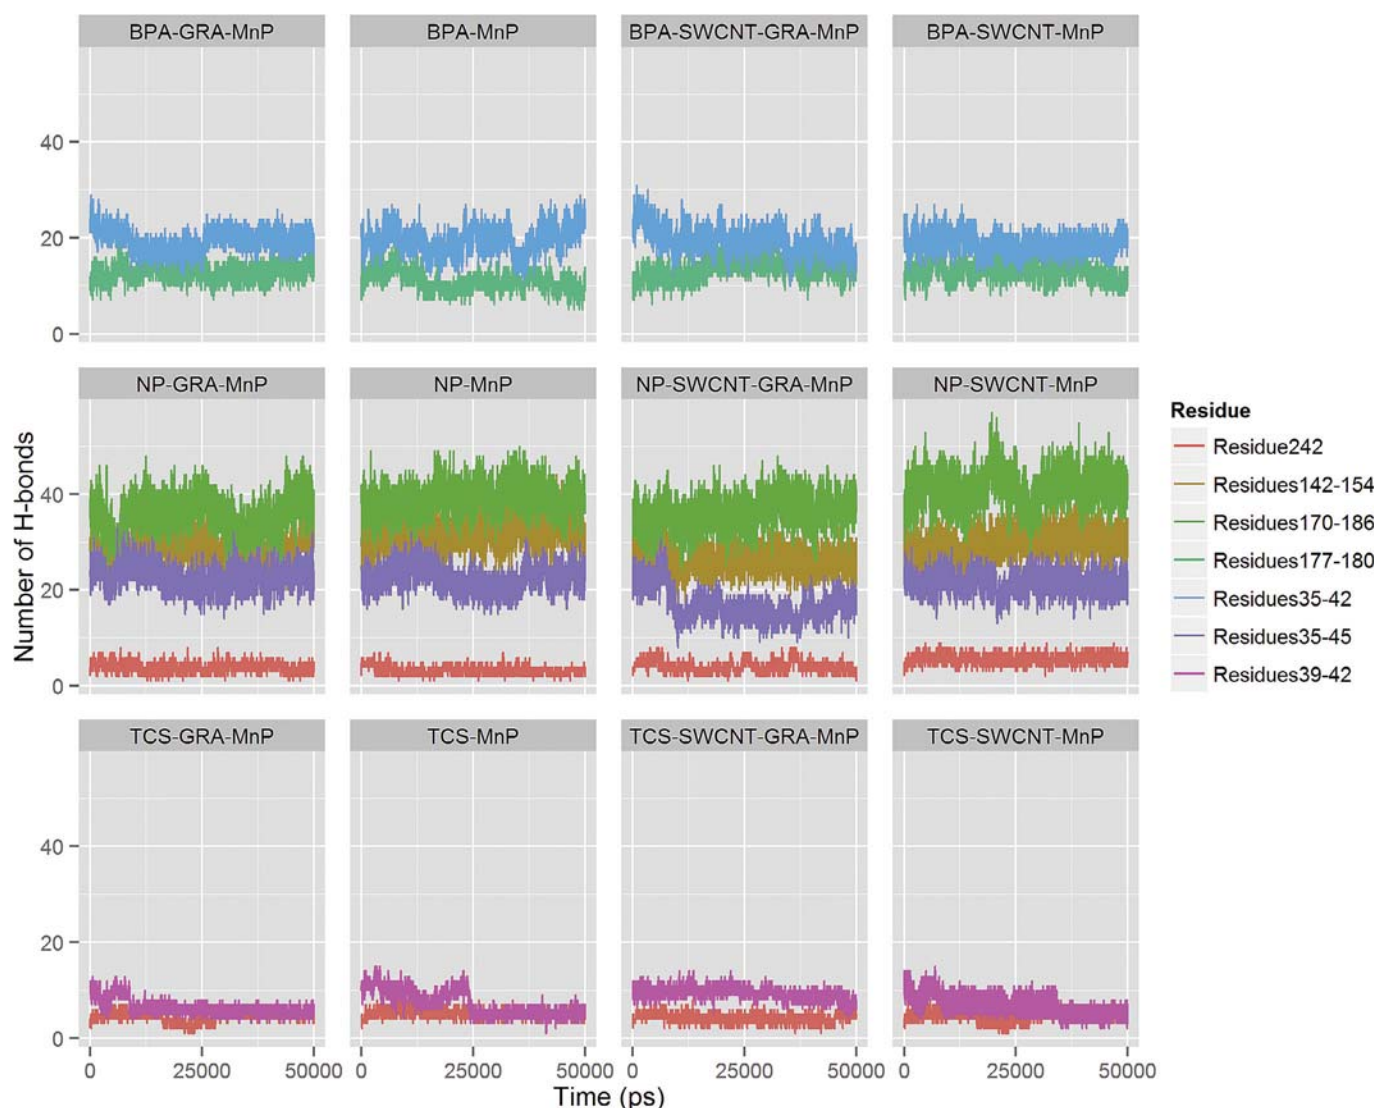 BPA-GRA-MnP
BPA-MnP
BPA-SWCNT-GRA-MnP
BPA-SWCNT-MnP
40
20
0
NP-GRA-MnP
NP-MnP
NP-SWCNT-GRA-MnP
NP-SWCNT-MnP
Number of H-bonds
40
20
0
TCS-GRA-MnP
TCS-MnP
TCS-SWCNT-GRA-MnP
TCS-SWCNT-MnP
40
20
0
0 25000 50000
0 25000 50000
0 25000 50000
0 25000 50000
Time (ps)
Residue
Residue242
Residues142-154
Residues170-186
Residues177-180
Residues35-42
Residues35-45
Residues39-42